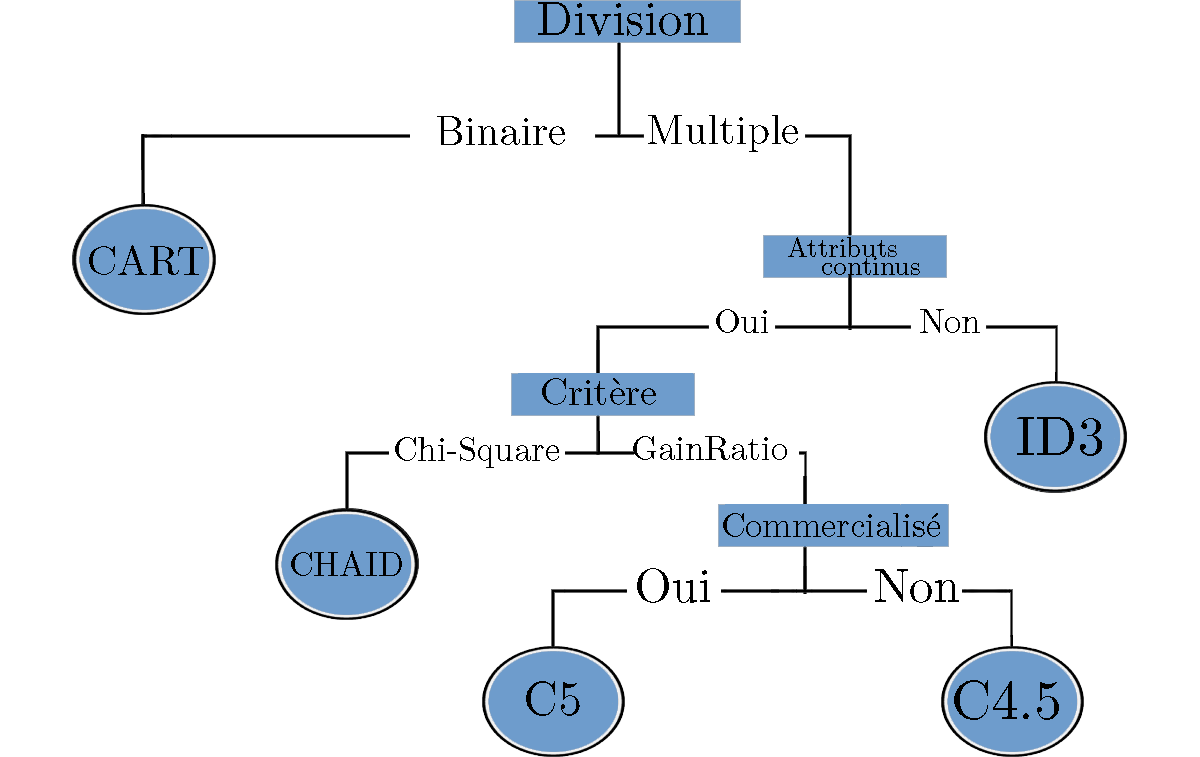 Division
Binaire
Multiple
CART
Attributs
continus
Oui
Non
Critère
ID3
Chi-Square
GainRatio
Commercialisé
CHAID
Oui
Non
C5
C4.5